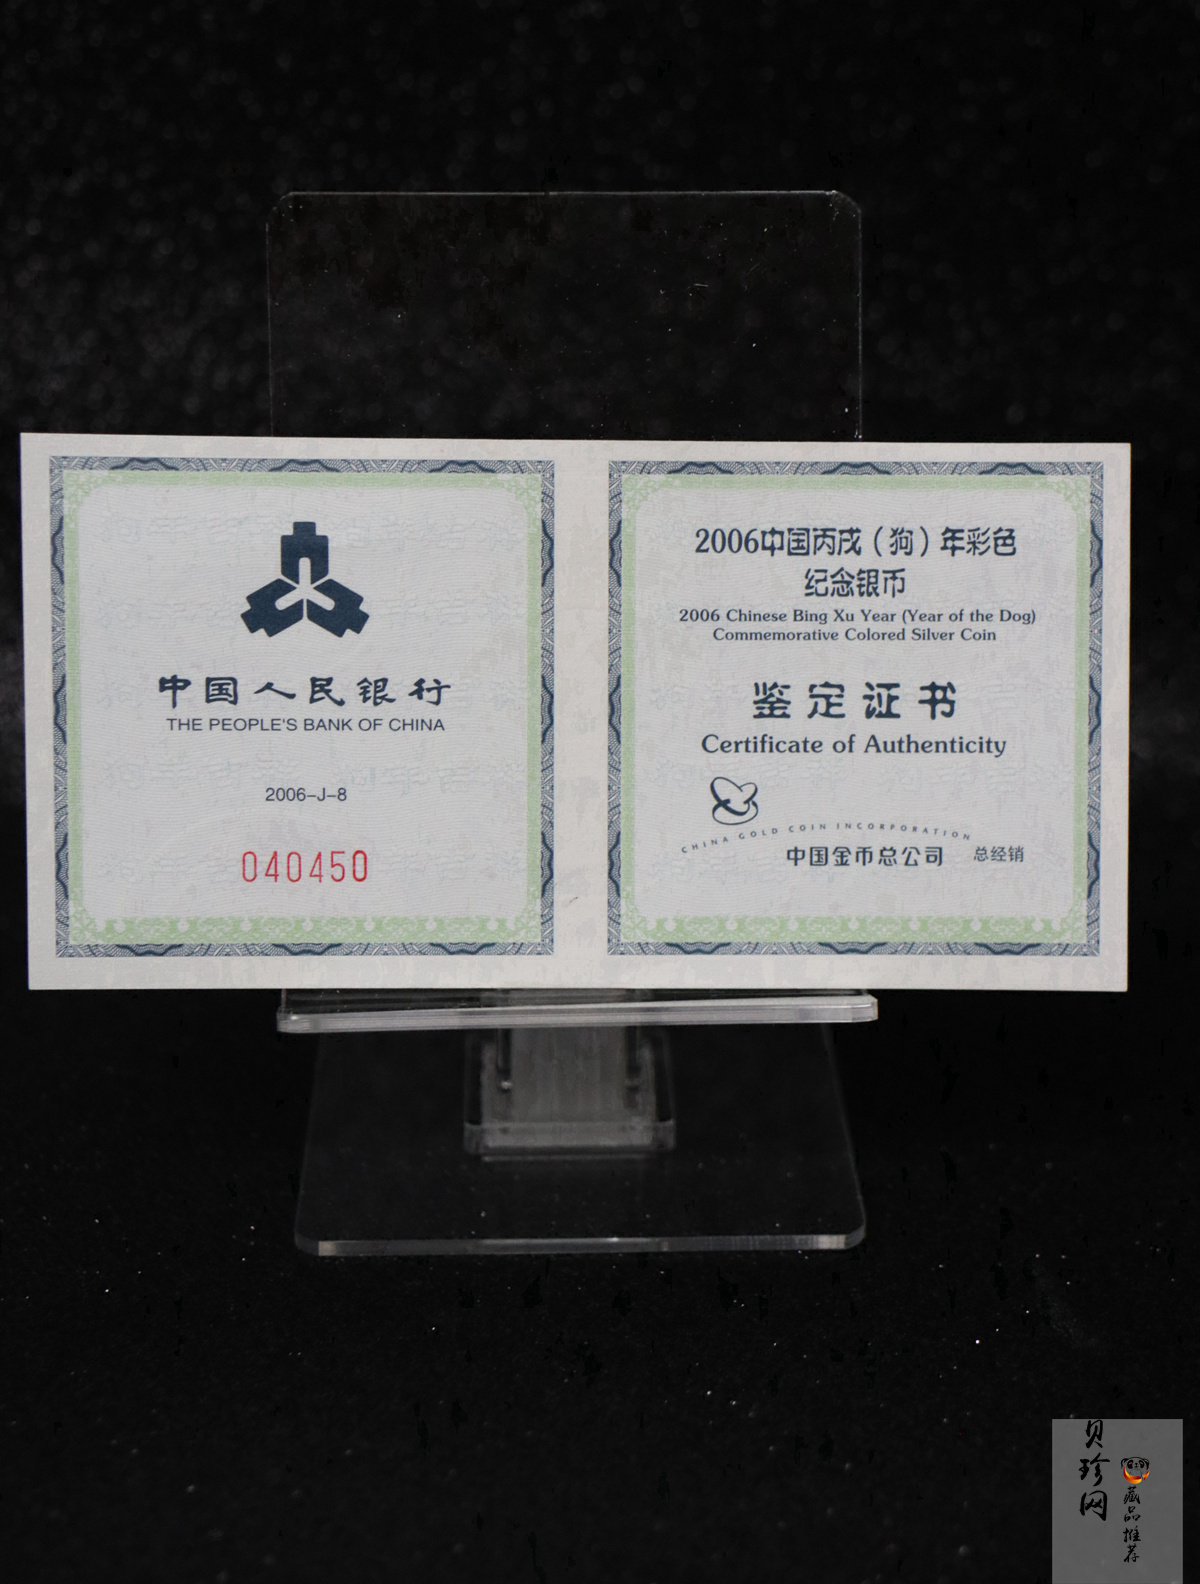 中国人民银行
THE PEOPLE'S BANK OF CHINA
2006-J-8
040450
2006中国丙戌（狗）年彩色
纪念银币
2006 Chinese Bing Xu Year (Year of the Dog)
Commemorative Colored Silver Coin
鉴定证书
Certificate of Authenticity
CHINA GOLD COIN INCORPORATION
中国金币总公司 总经销
贝珍网
藏品推荐